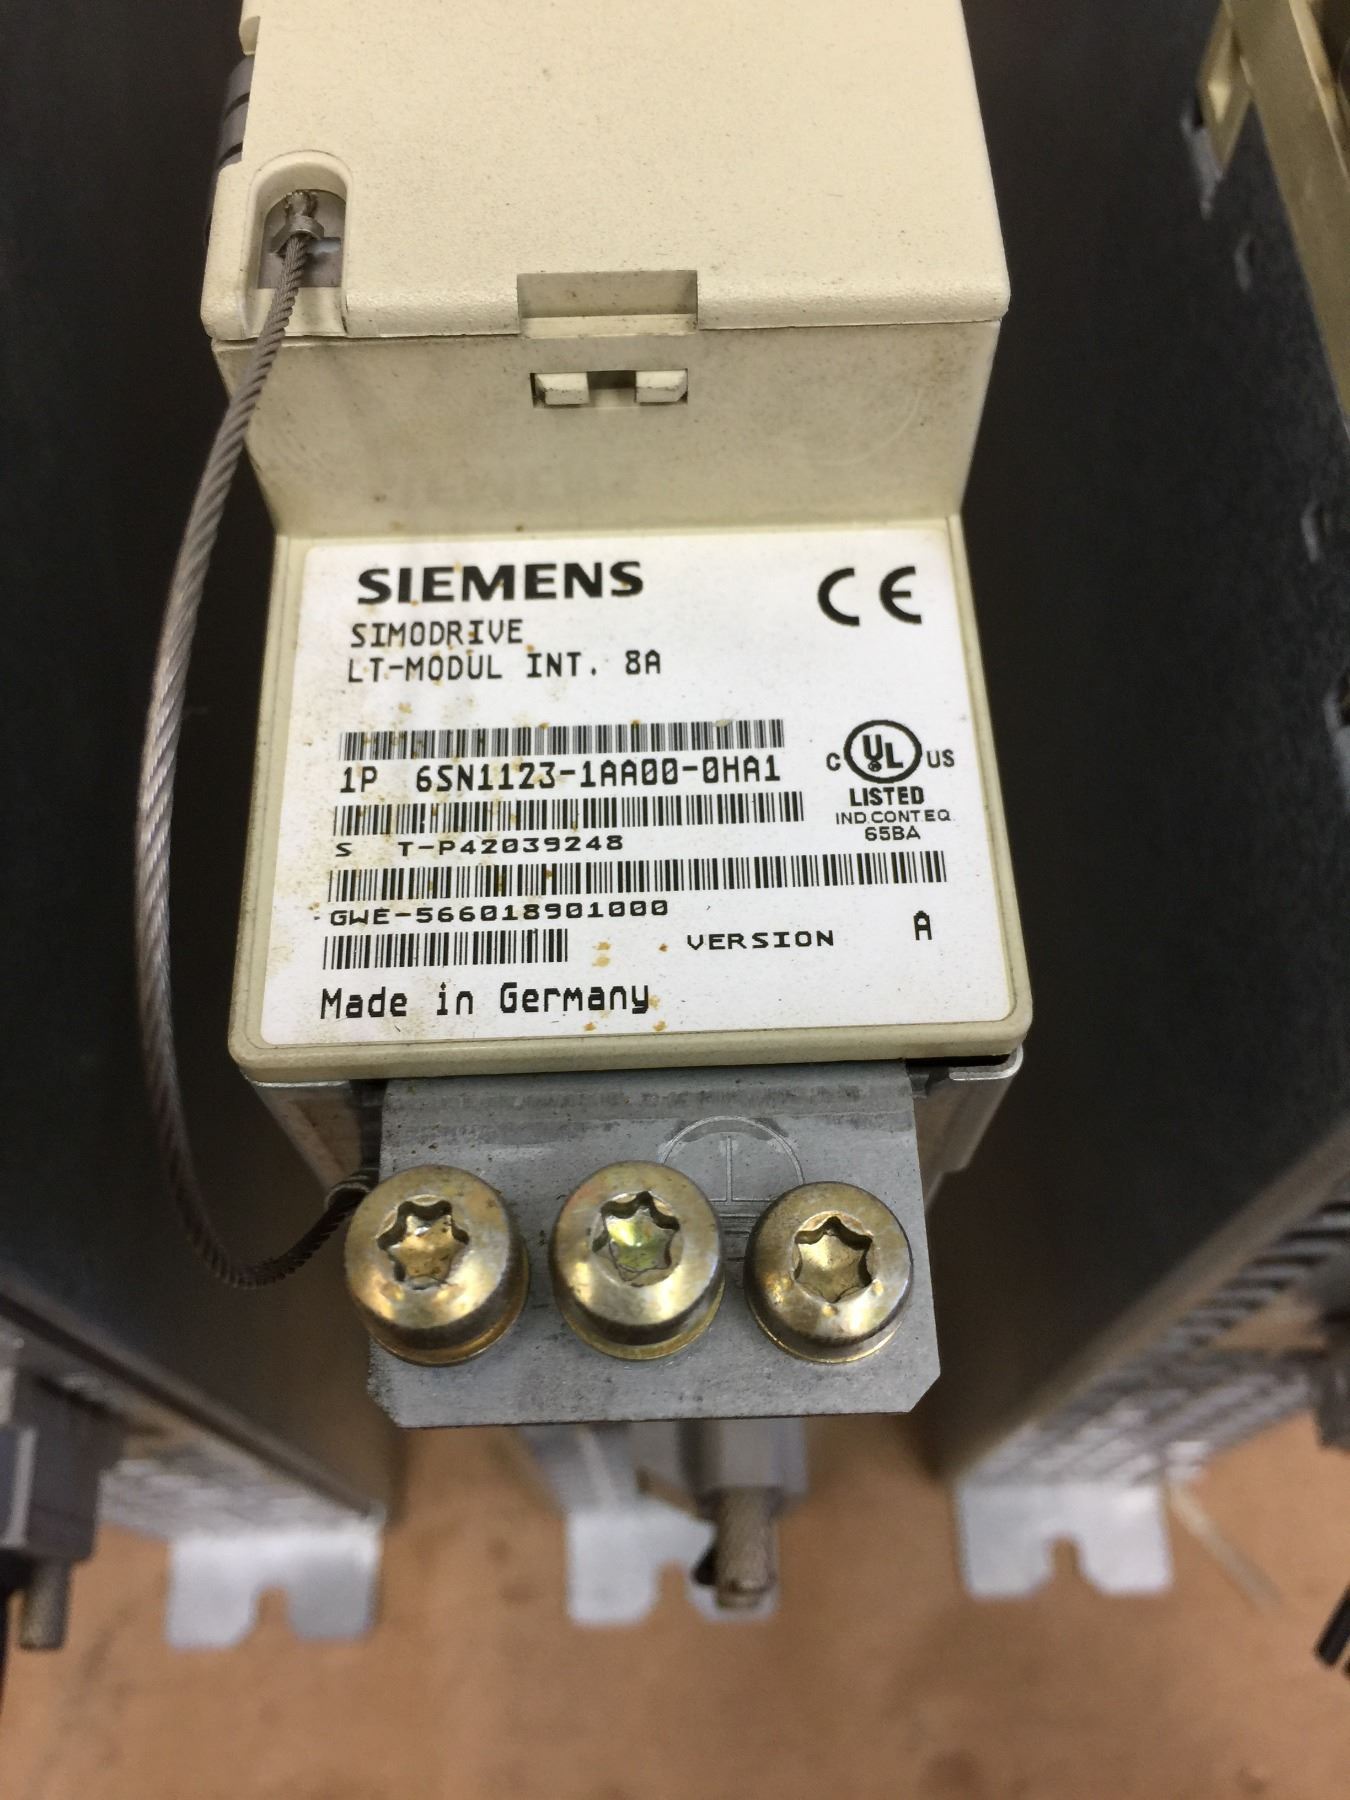 SIEMENS
CE
SIMODRIVE
LT-MODUL INT. 8A
1P 6SN1123-1AA00-0HA1
C UL US
®
LISTED
IND.CONT.EQ.
65BA
S T-P42039248
GWE-566018901000
VERSION A
Made in Germany